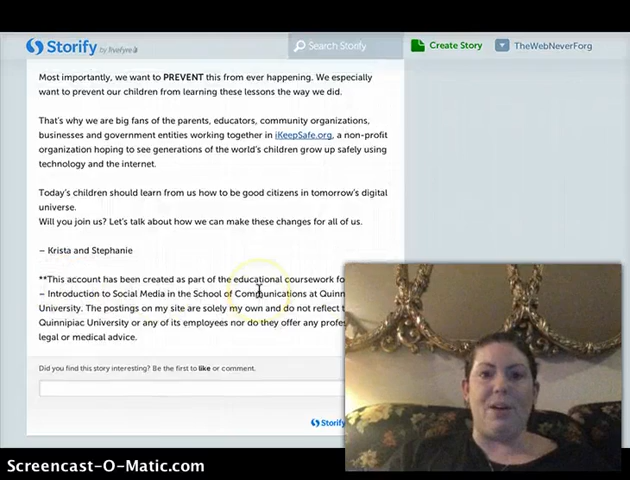 Storify by livefyre
Search Storify
Create Story
TheWebNeverForg
Most importantly, we want to PREVENT this from ever happening. We especially
want to prevent our children from learning these lessons the way we did.
That's why we are big fans of the parents, educators, community organizations,
businesses and government entities working together in iKeepSafe.org, a non-profit
organization hoping to see generations of the world's children grow up safely using
technology and the internet.
Today's children should learn from us how to be good citizens in tomorrow's digital
universe.
Will you join us? Let's talk about how we can make these changes for all of us.
– Krista and Stephanie
**This account has been created as part of the educational coursework fo
– Introduction to Social Media in the School of Communications at Quinn
University. The postings on my site are solely my own and do not reflect t
Quinnipiac University or any of its employees nor do they offer any profe
legal or medical advice.
Did you find this story interesting? Be the first to like or comment.
Storify
Screencast-O-Matic.com